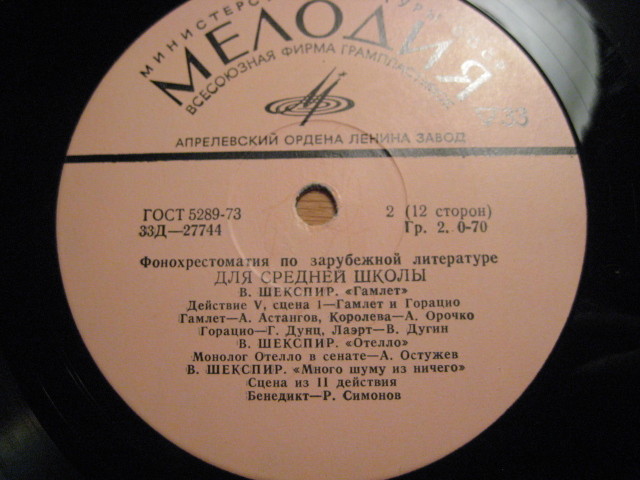 МЕЛОДИЯ
ВСЕСОЮЗНАЯ ФИРМА ГРАМПЛАСТИНОК
АПРЕЛЕВСКИЙ ОРДЕНА ЛЕНИНА ЗАВОД
ГОСТ 5289-73
33Д—27744
2 (12 сторон)
Гр. 2. 0-70
Фонохрестоматия по зарубежной литературе
ДЛЯ СРЕДНЕЙ ШКОЛЫ
В. ШЕКСПИР. «Гамлет»
Действие V, сцена 1—Гамлет и Горацио
Гамлет—А. Астангов, Королева—А. Орочко
Горацио—Г. Дунц, Лаэрт—В. Дугин
В. ШЕКСПИР. «Отелло»
Монолог Отелло в сенате—А. Остужев
В. ШЕКСПИР. «Много шуму из ничего»
Сцена из II действия
Бенедикт—Р. Симонов